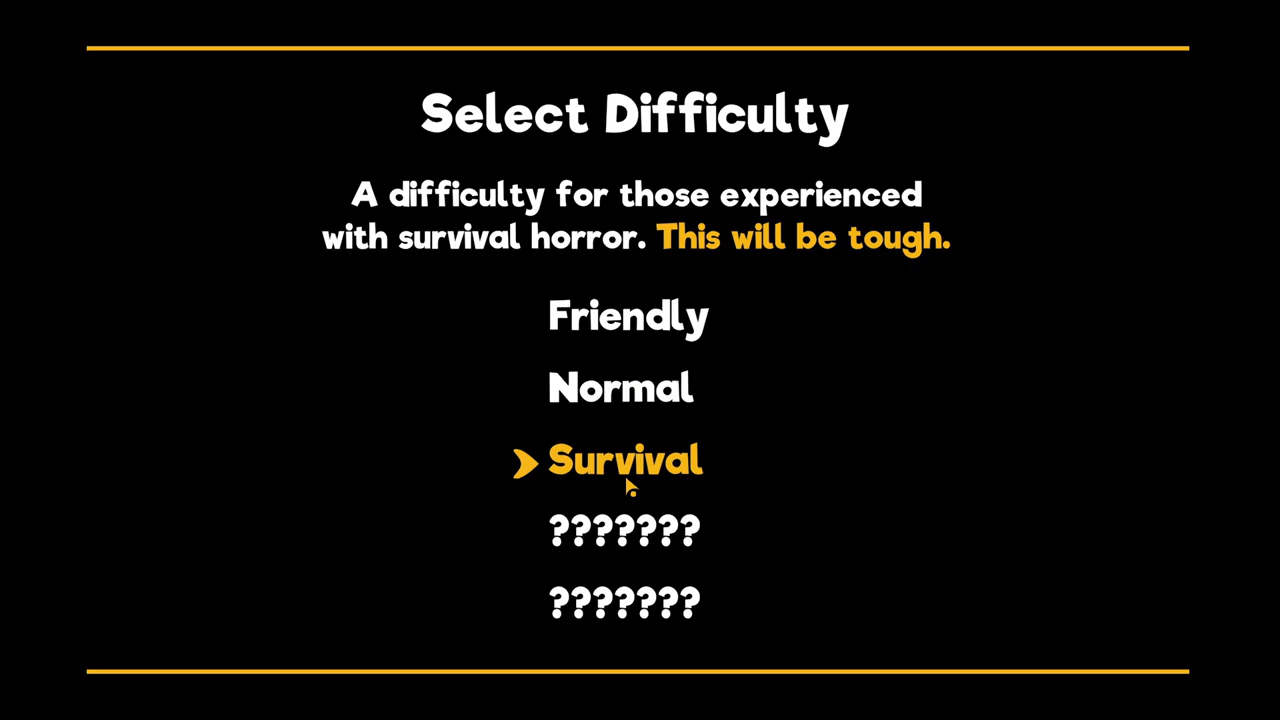 Select Difficulty
A difficulty for those experienced
with survival horror. This will be tough.
Friendly
Normal
Survival
???????
???????